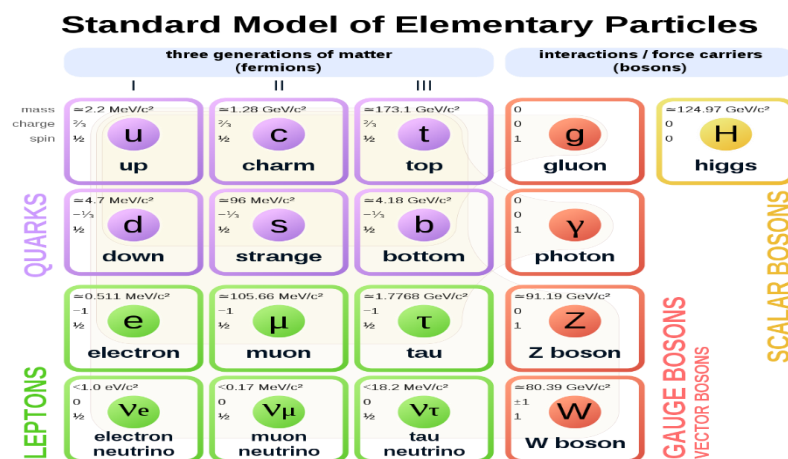 Standard Model of Elementary Particles
three generations of matter
(fermions)
interactions / force carriers
(bosons)
I II III
mass
charge
spin
≃2.2 MeV/c²
⅔
½
u
up
≃1.28 GeV/c²
⅔
½
c
charm
≃173.1 GeV/c²
⅔
½
t
top
0
0
1
g
gluon
≃124.97 GeV/c²
0
0
H
higgs
QUARKS
≃4.7 MeV/c²
−⅓
½
d
down
≃96 MeV/c²
−⅓
½
s
strange
≃4.18 GeV/c²
−⅓
½
b
bottom
0
0
1
γ
photon
SCALAR BOSONS
≃0.511 MeV/c²
−1
½
e
electron
≃105.66 MeV/c²
−1
½
μ
muon
≃1.7768 GeV/c²
−1
½
τ
tau
≃91.19 GeV/c²
0
1
Z
Z boson
GAUGE BOSONS
VECTOR BOSONS
LEPTONS
<1.0 eV/c²
0
½
νe
electron
neutrino
<0.17 MeV/c²
0
½
νμ
muon
neutrino
<18.2 MeV/c²
0
½
ντ
tau
neutrino
≃80.39 GeV/c²
±1
1
W
W boson